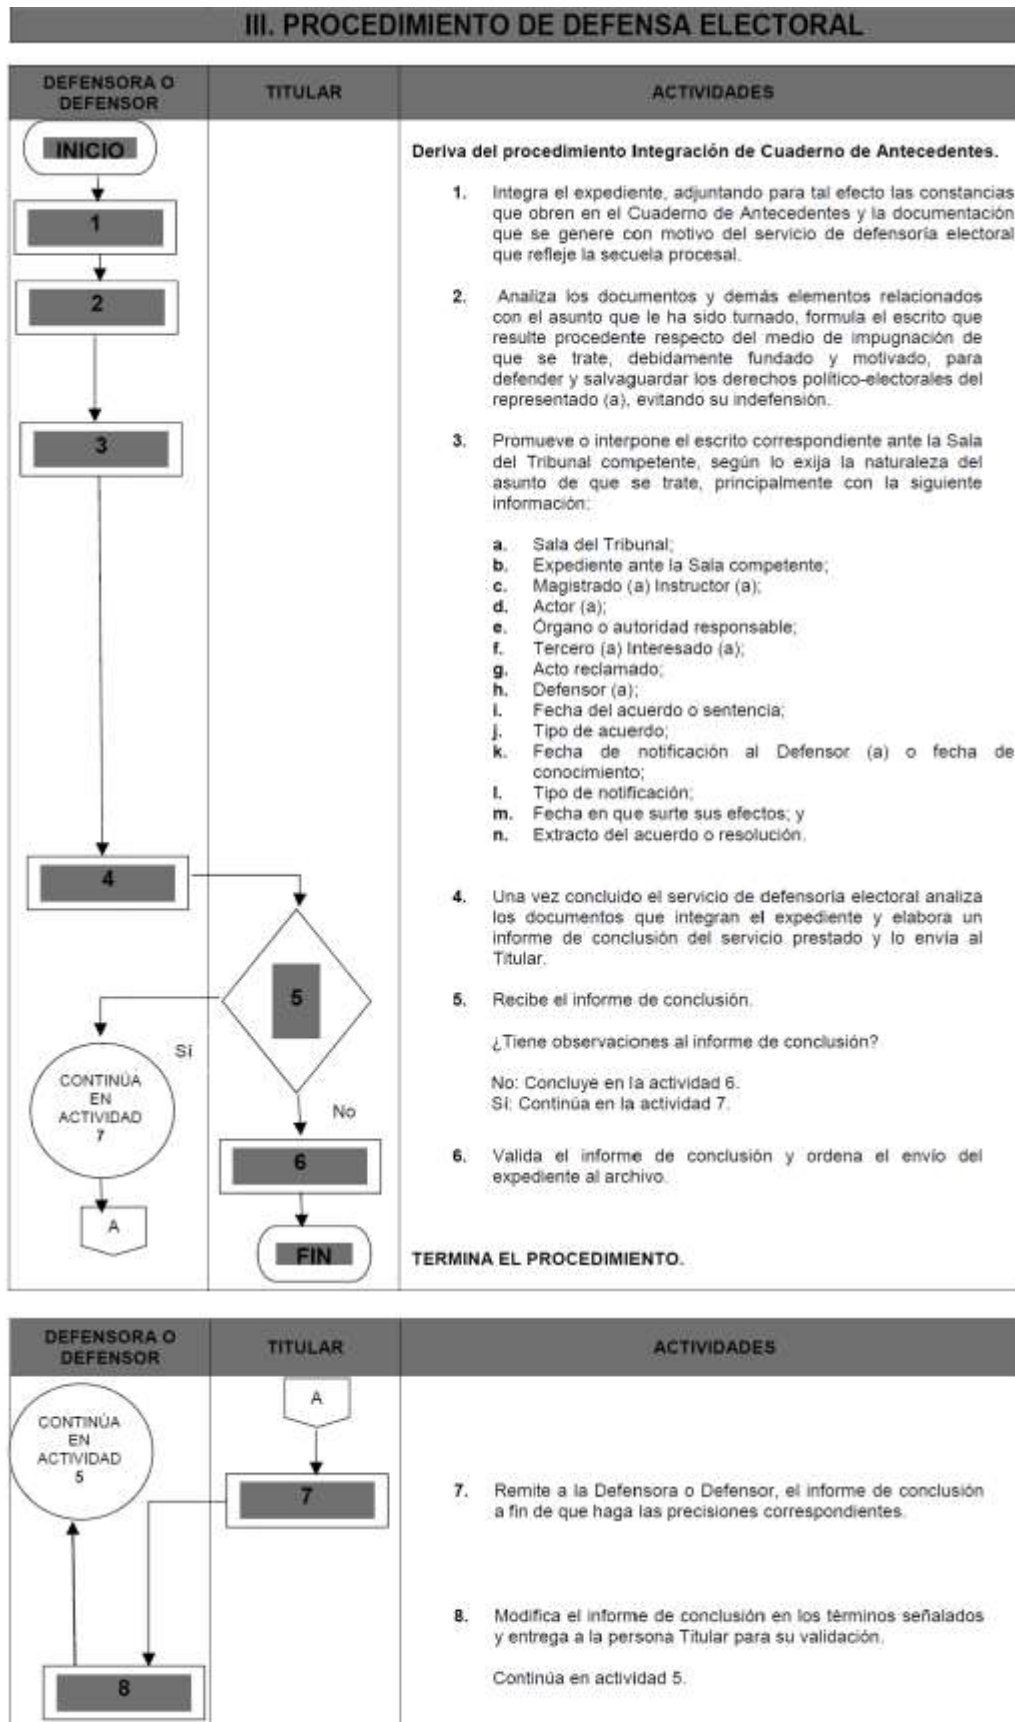 III. PROCEDIMIENTO DE DEFENSA ELECTORAL
DEFENSORA O
DEFENSOR
TITULAR
ACTIVIDADES
INICIO
1
2
3
4
5
Sí
CONTINÚA
EN
ACTIVIDAD
7
No
6
A
FIN
Deriva del procedimiento Integración de Cuaderno de Antecedentes.
1. Integra el expediente, adjuntando para tal efecto las constancias
que obren en el Cuaderno de Antecedentes y la documentación
que se genere con motivo del servicio de defensoría electoral
que refleje la secuela procesal.
2. Analiza los documentos y demás elementos relacionados
con el asunto que le ha sido turnado, formula el escrito que
resulte procedente respecto del medio de impugnación de
que se trate, debidamente fundado y motivado, para
defender y salvaguardar los derechos político-electorales del
representado (a), evitando su indefensión.
3. Promueve o interpone el escrito correspondiente ante la Sala
del Tribunal competente, según lo exija la naturaleza del
asunto de que se trate, principalmente con la siguiente
información:
a. Sala del Tribunal;
b. Expediente ante la Sala competente;
c. Magistrado (a) Instructor (a);
d. Actor (a);
e. Órgano o autoridad responsable;
f. Tercero (a) Interesado (a);
g. Acto reclamado;
h. Defensor (a);
i. Fecha del acuerdo o sentencia;
j. Tipo de acuerdo;
k. Fecha de notificación al Defensor (a) o fecha de
conocimiento;
l. Tipo de notificación;
m. Fecha en que surte sus efectos; y
n. Extracto del acuerdo o resolución.
4. Una vez concluido el servicio de defensoría electoral analiza
los documentos que integran el expediente y elabora un
informe de conclusión del servicio prestado y lo envía al
Titular.
5. Recibe el informe de conclusión.
¿Tiene observaciones al informe de conclusión?
No: Concluye en la actividad 6.
Sí: Continúa en la actividad 7.
6. Valida el informe de conclusión y ordena el envío del
expediente al archivo.
TERMINA EL PROCEDIMIENTO.
DEFENSORA O
DEFENSOR
TITULAR
ACTIVIDADES
A
CONTINÚA
EN
ACTIVIDAD
5
7
8
7. Remite a la Defensora o Defensor, el informe de conclusión
a fin de que haga las precisiones correspondientes.
8. Modifica el informe de conclusión en los términos señalados
y entrega a la persona Titular para su validación.
Continúa en actividad 5.